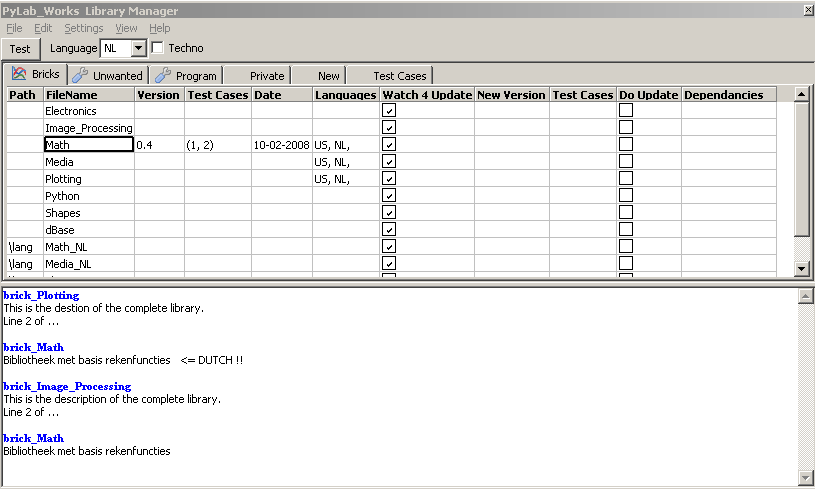 PyLab_Works Library Manager
File Edit Settings View Help
Test Language NL Techno
Bricks Unwanted Program Private New Test Cases
Path FileName Version Test Cases Date Languages Watch 4 Update New Version Test Cases Do Update Dependancies
Electronics
Image_Processing
Math 0.4 (1, 2) 10-02-2008 US, NL,
Media US, NL,
Plotting US, NL,
Python
Shapes
dBase
\lang Math_NL
\lang Media_NL
brick_Plotting
This is the destion of the complete library.
Line 2 of ...
brick_Math
Bibliotheek met basis rekenfuncties <= DUTCH !!
brick_Image_Processing
This is the description of the complete library.
Line 2 of ...
brick_Math
Bibliotheek met basis rekenfuncties